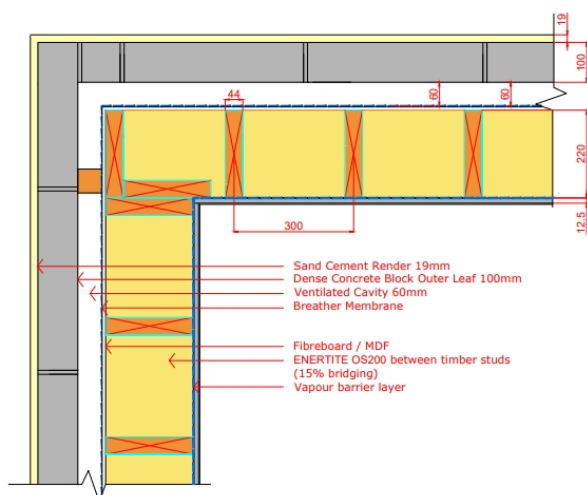 19
100
60
60
44
220
12.5
300
Sand Cement Render 19mm
Dense Concrete Block Outer Leaf 100mm
Ventilated Cavity 60mm
Breather Membrane
Fibreboard / MDF
ENERTITE OS200 between timber studs
(15% bridging)
Vapour barrier layer